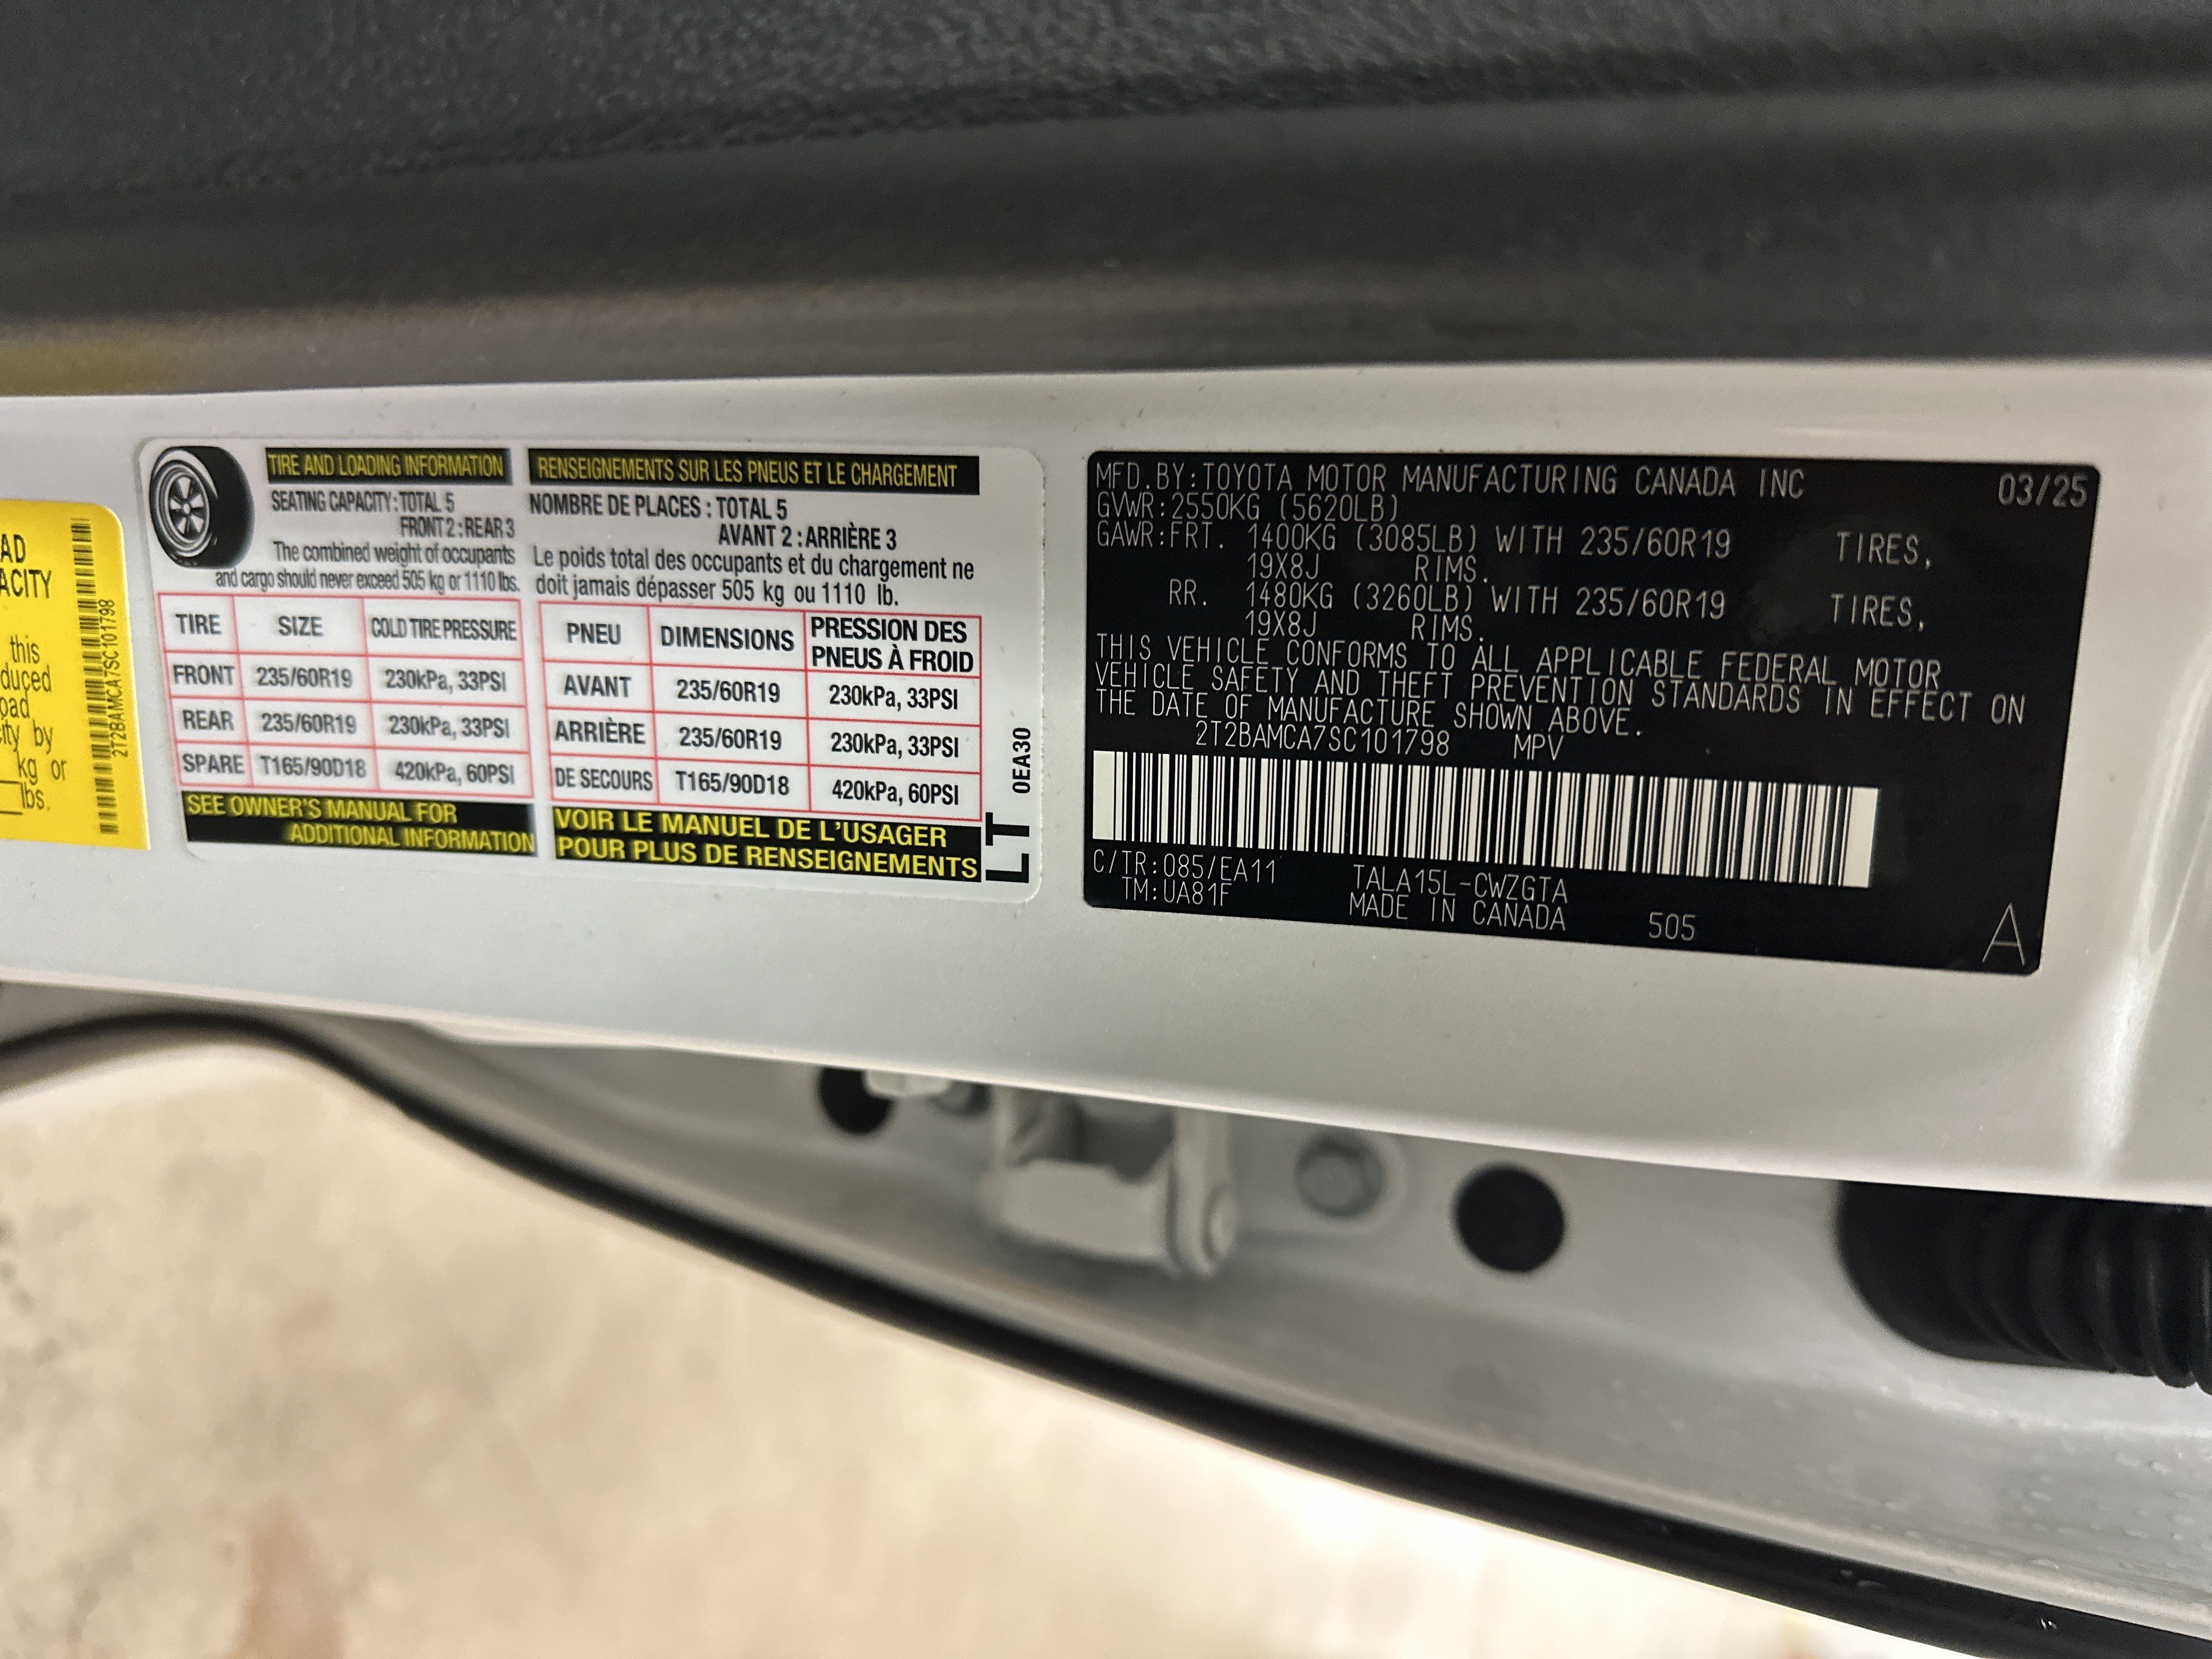 AD
ACITY
this
duced
oad
city by
kg or
lbs.
2T2BAMCA7SC101798
TIRE AND LOADING INFORMATION
SEATING CAPACITY: TOTAL 5
FRONT 2 : REAR 3
The combined weight of occupants
and cargo should never exceed 505 kg or 1110 lbs.
TIRE SIZE COLD TIRE PRESSURE
FRONT 235/60R19 230kPa, 33PSI
REAR 235/60R19 230kPa, 33PSI
SPARE T165/90D18 420kPa, 60PSI
SEE OWNER'S MANUAL FOR
ADDITIONAL INFORMATION
RENSEIGNEMENTS SUR LES PNEUS ET LE CHARGEMENT
NOMBRE DE PLACES : TOTAL 5
AVANT 2 : ARRIÈRE 3
Le poids total des occupants et du chargement ne
doit jamais dépasser 505 kg ou 1110 lb.
PNEU DIMENSIONS PRESSION DES
PNEUS À FROID
AVANT 235/60R19 230kPa, 33PSI
ARRIÈRE 235/60R19 230kPa, 33PSI
DE SECOURS T165/90D18 420kPa, 60PSI
VOIR LE MANUEL DE L'USAGER
POUR PLUS DE RENSEIGNEMENTS
LT 0EA30
MFD.BY:TOYOTA MOTOR MANUFACTURING CANADA INC 03/25
GVWR:2550KG (5620LB)
GAWR:FRT. 1400KG (3085LB) WITH 235/60R19 TIRES,
19X8J RIMS.
RR. 1480KG (3260LB) WITH 235/60R19 TIRES,
19X8J RIMS.
THIS VEHICLE CONFORMS TO ALL APPLICABLE FEDERAL MOTOR
VEHICLE SAFETY AND THEFT PREVENTION STANDARDS IN EFFECT ON
THE DATE OF MANUFACTURE SHOWN ABOVE.
2T2BAMCA7SC101798 MPV
C/TR:085/EA11 TALA15L-CWZGTA
TM:UA81F MADE IN CANADA 505
A